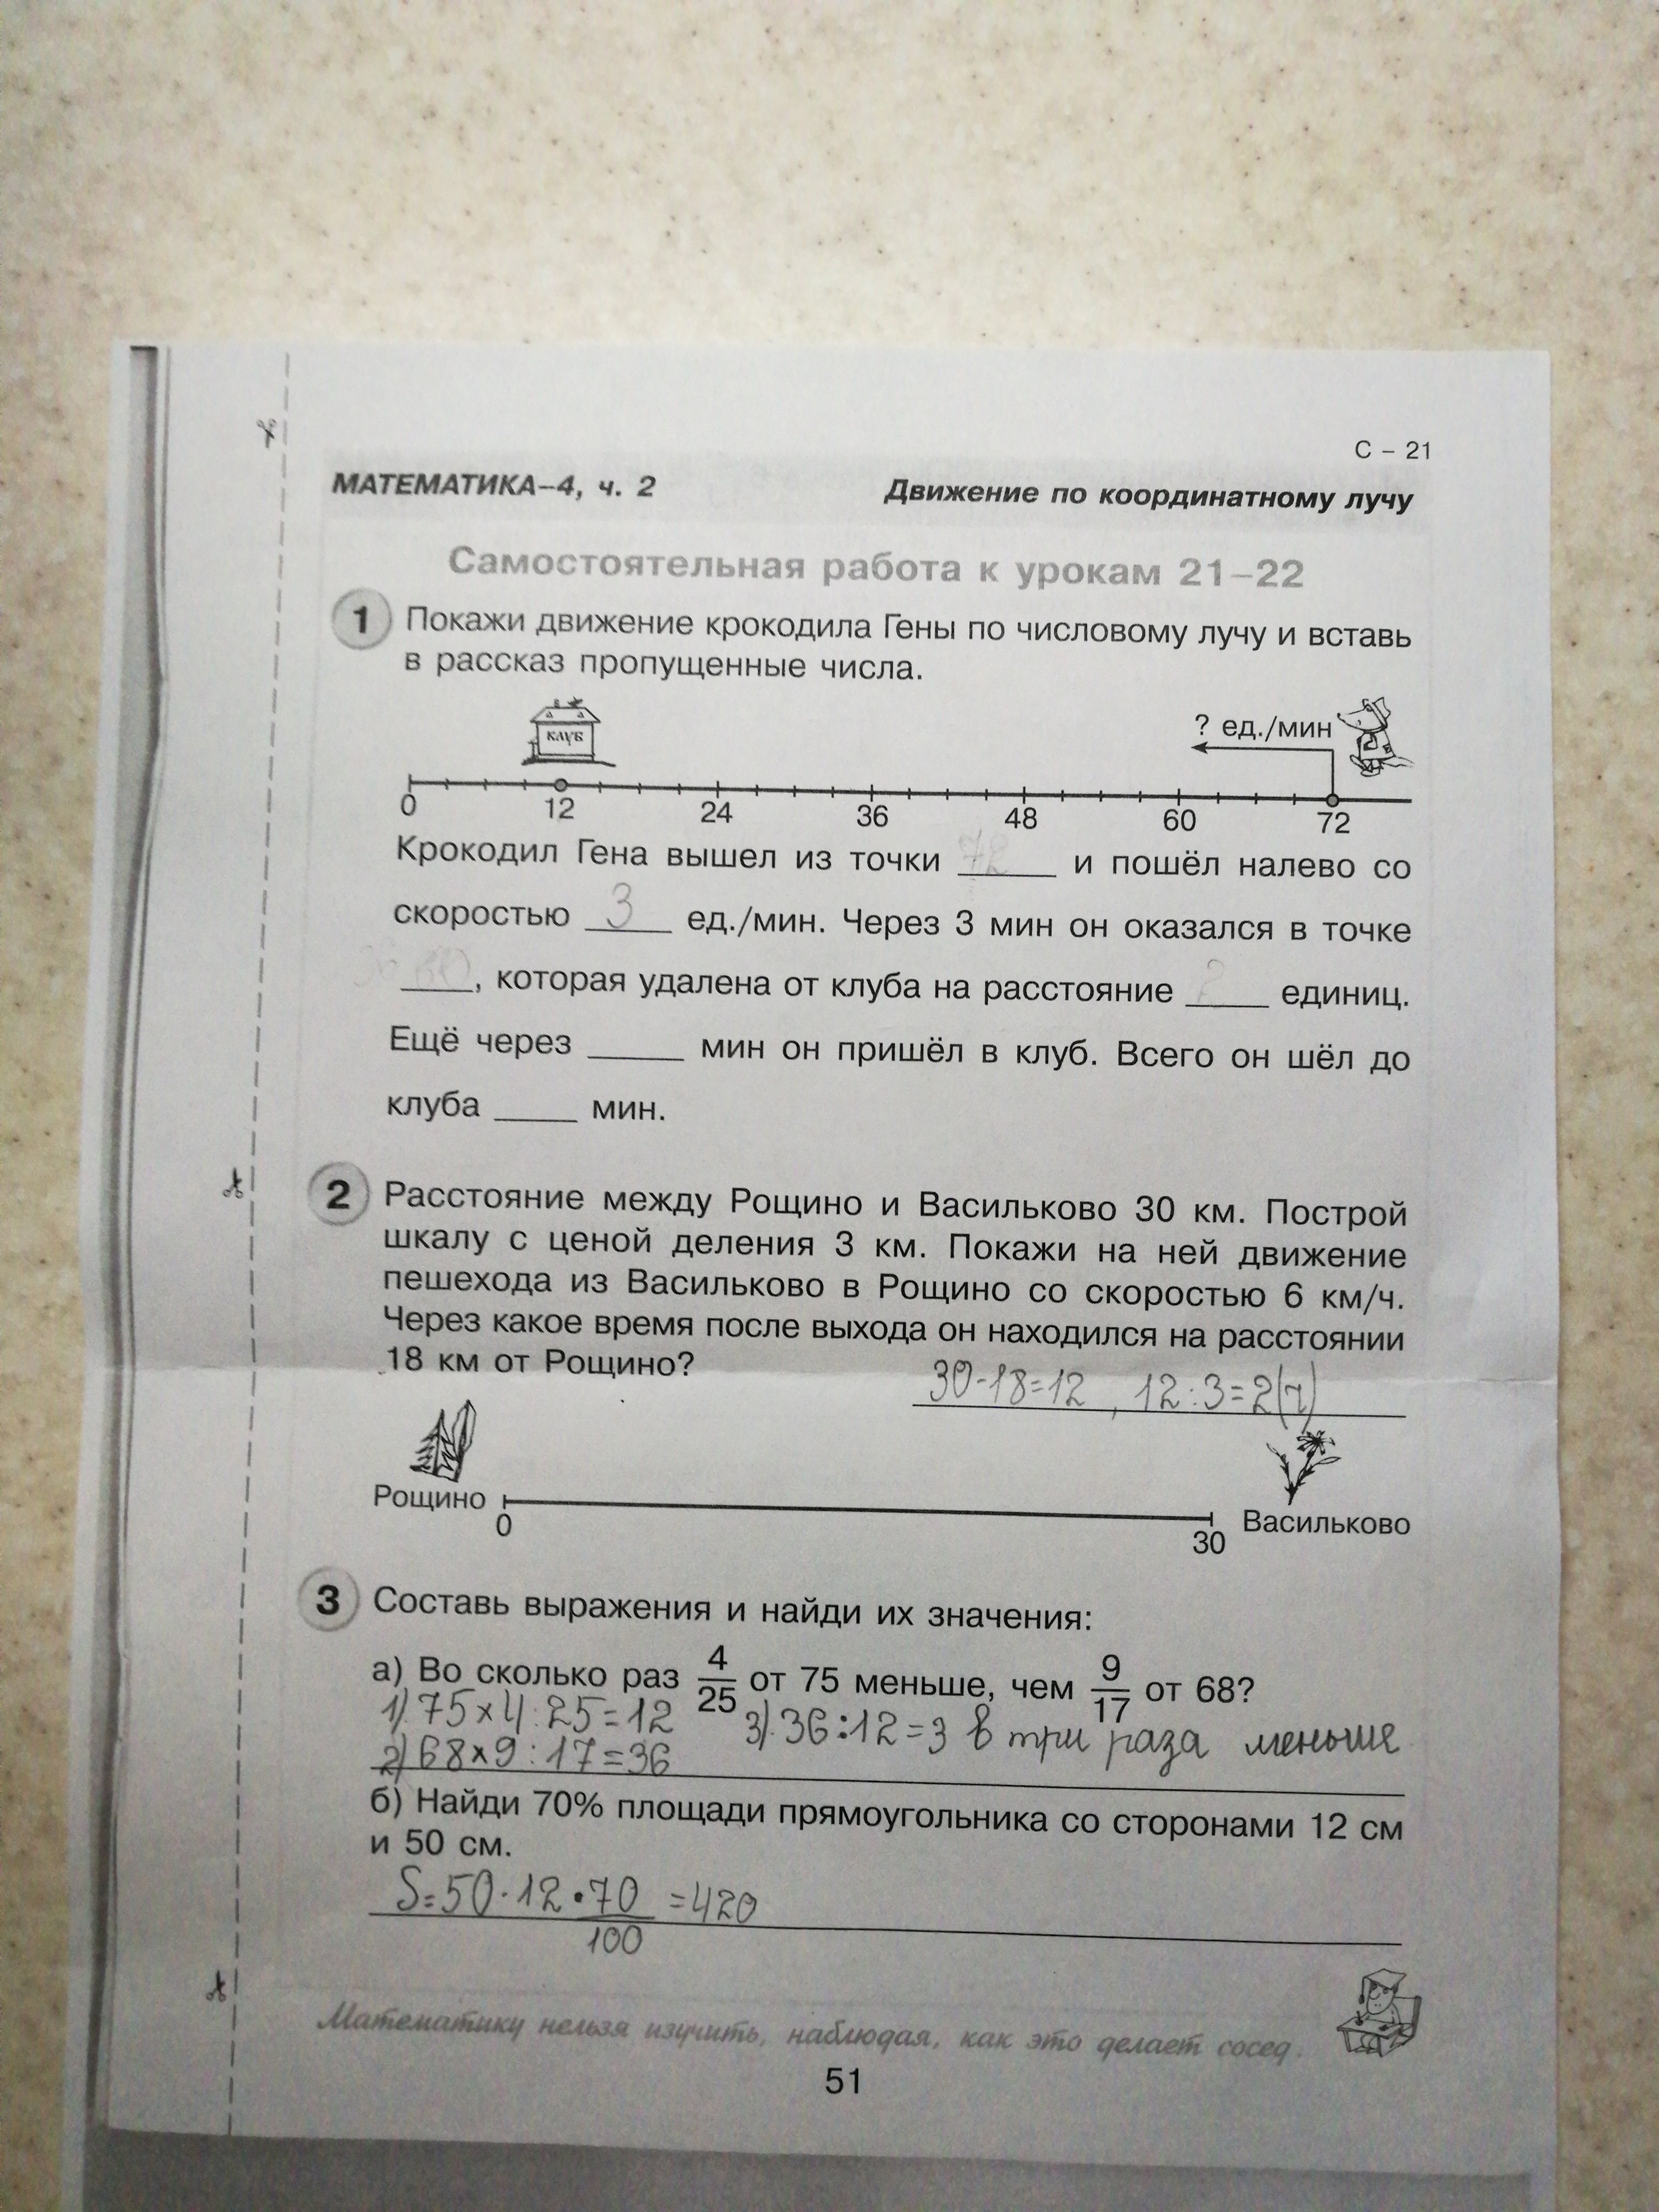 С – 21
МАТЕМАТИКА–4, ч. 2 Движение по координатному лучу
Самостоятельная работа к урокам 21–22
1 Покажи движение крокодила Гены по числовому лучу и вставь
в рассказ пропущенные числа.
КЛУБ
? ед./мин
0 12 24 36 48 60 72
Крокодил Гена вышел из точки 72 и пошёл налево со
скоростью 3 ед./мин. Через 3 мин он оказался в точке
____, которая удалена от клуба на расстояние ____ единиц.
Ещё через ____ мин он пришёл в клуб. Всего он шёл до
клуба ____ мин.
2 Расстояние между Рощино и Васильково 30 км. Построй
шкалу с ценой деления 3 км. Покажи на ней движение
пешехода из Васильково в Рощино со скоростью 6 км/ч.
Через какое время после выхода он находился на расстоянии
18 км от Рощино?
30-18=12, 12:3=2(ч)
Рощино 0 30 Васильково
3 Составь выражения и найди их значения:
а) Во сколько раз 4/25 от 75 меньше, чем 9/17 от 68?
1) 75×4:25=12 3) 36:12=3 в три раза меньше
2) 68×9:17=36
б) Найди 70% площади прямоугольника со сторонами 12 см
и 50 см.
S=50·12·70/100=420
Математику нельзя изучить, наблюдая, как это делает сосед.
51